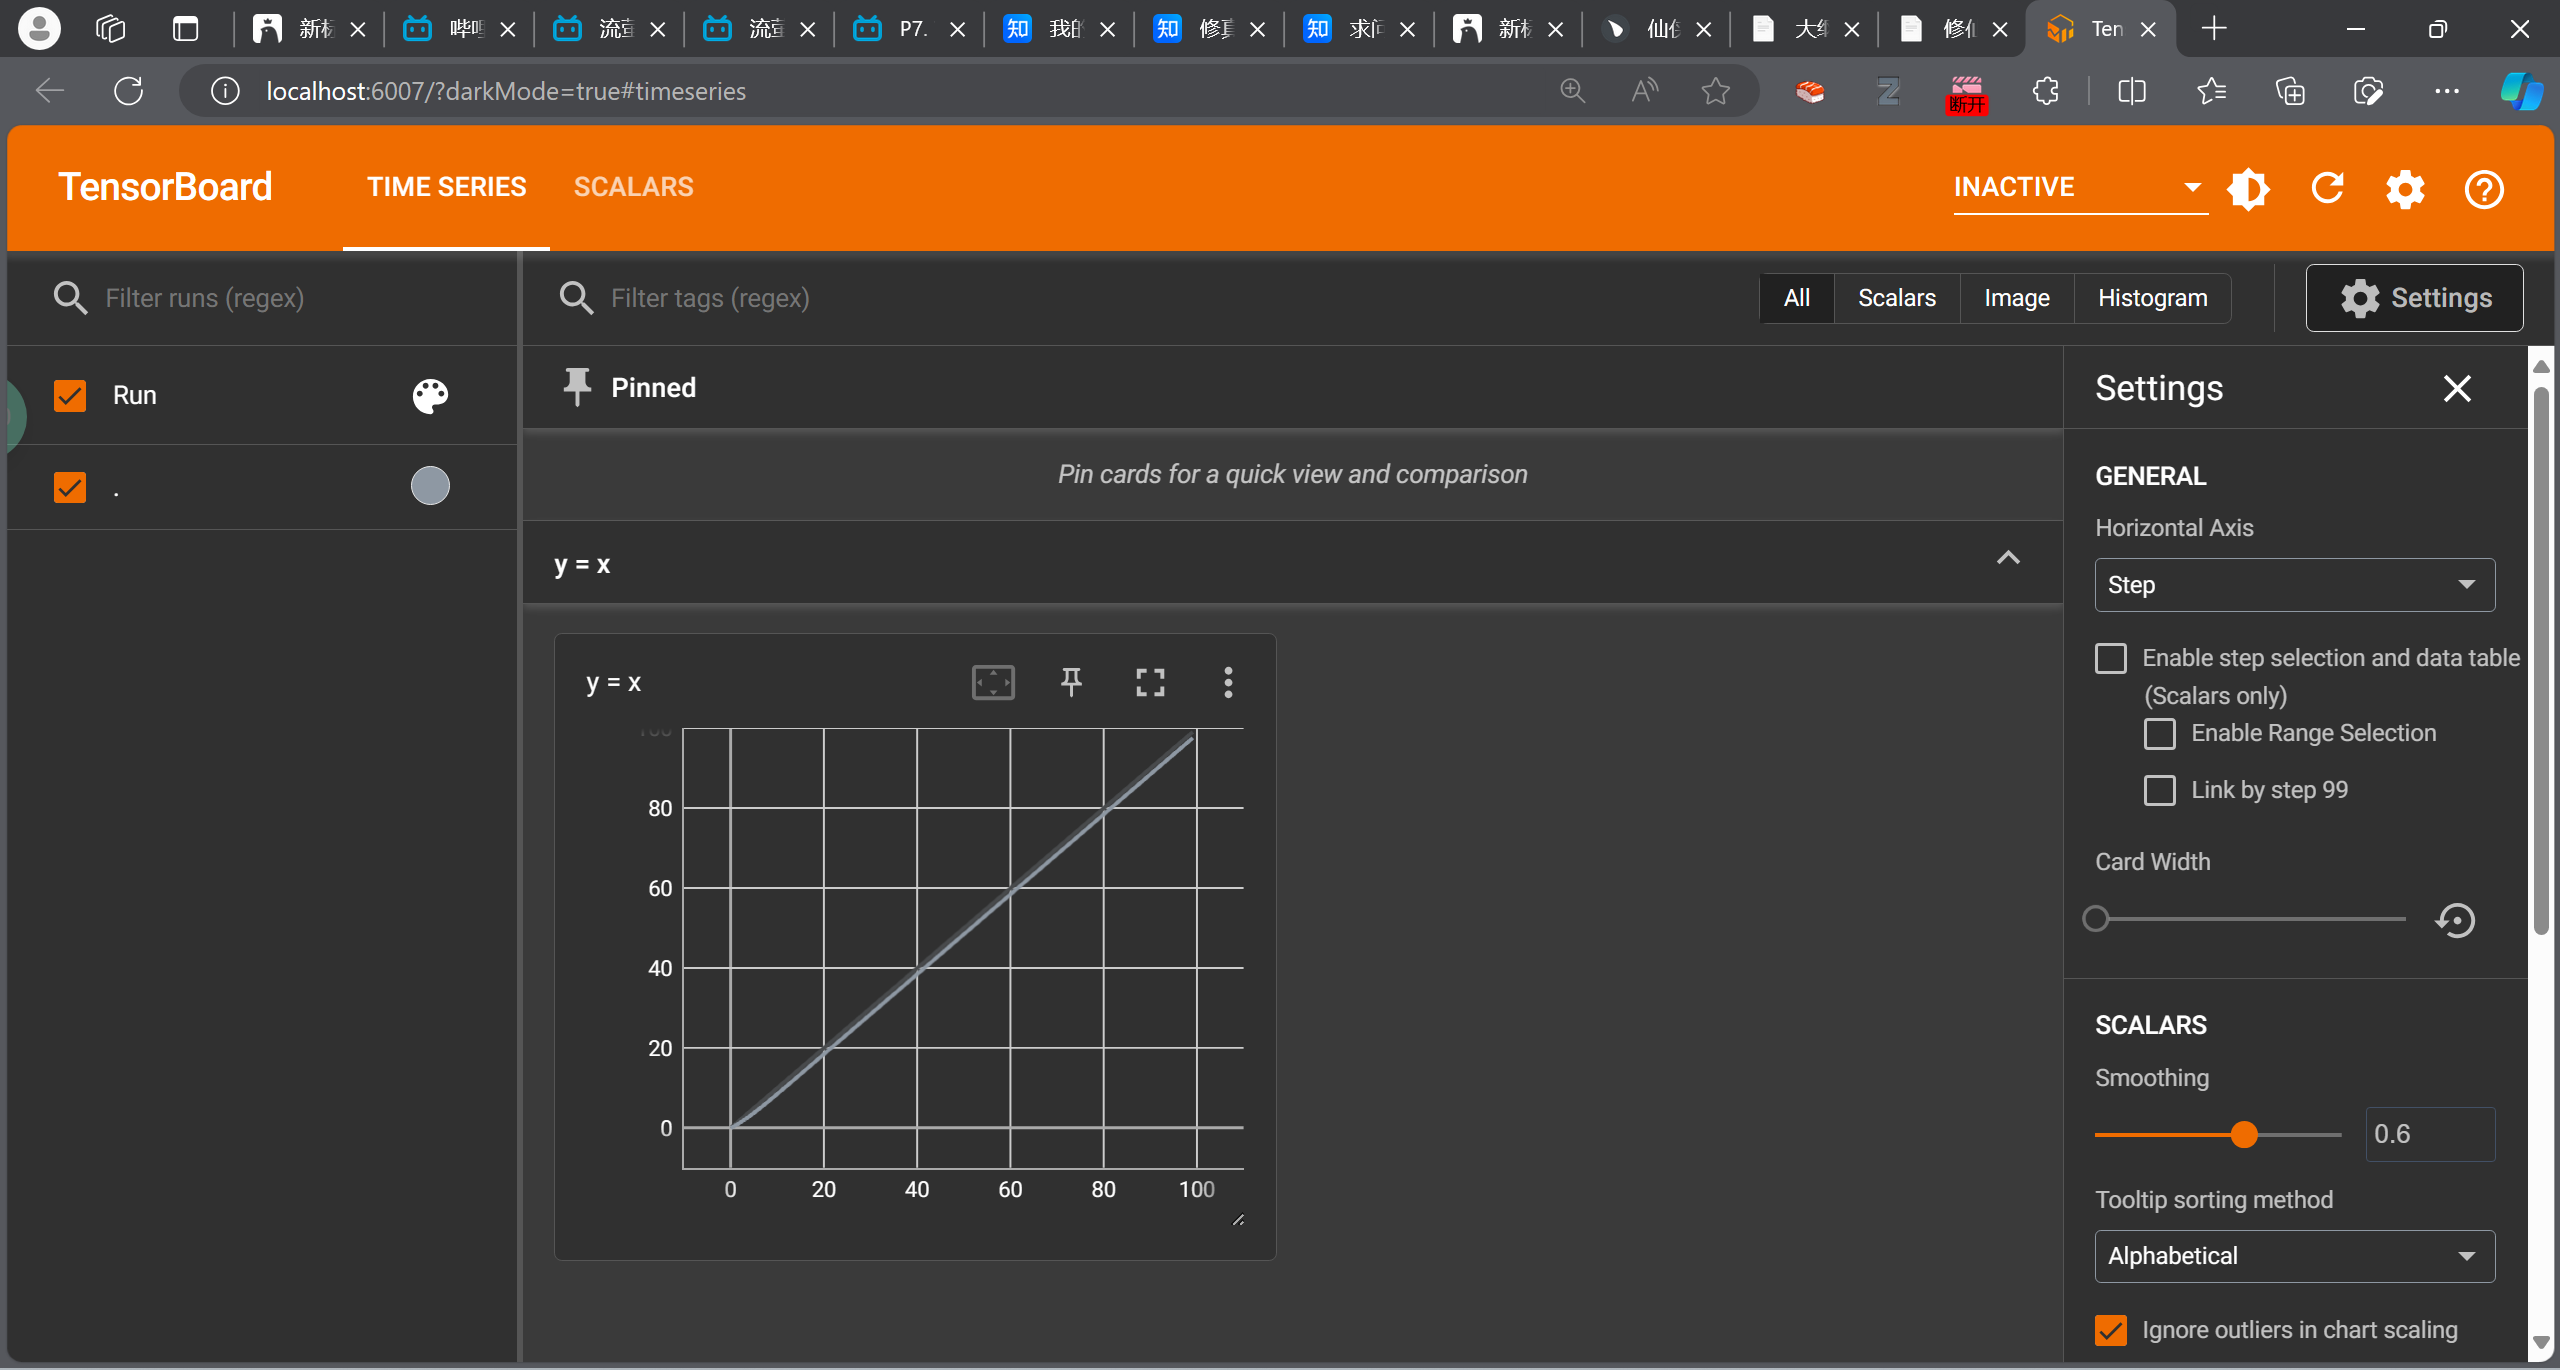 新标
哔哩
流萤
流萤
P7.
知 我的
知 修真
知 求问
新标
仙侠
大纲
修仙
Ten
localhost:6007/?darkMode=true#timeseries
断开
TensorBoard
TIME SERIES
SCALARS
INACTIVE
Filter runs (regex)
Filter tags (regex)
All
Scalars
Image
Histogram
Settings
Run
.
Pinned
Pin cards for a quick view and comparison
y = x
y = x
100
80
60
40
20
0
0 20 40 60 80 100
Settings
GENERAL
Horizontal Axis
Step
Enable step selection and data table
(Scalars only)
Enable Range Selection
Link by step 99
Card Width
SCALARS
Smoothing
0.6
Tooltip sorting method
Alphabetical
Ignore outliers in chart scaling